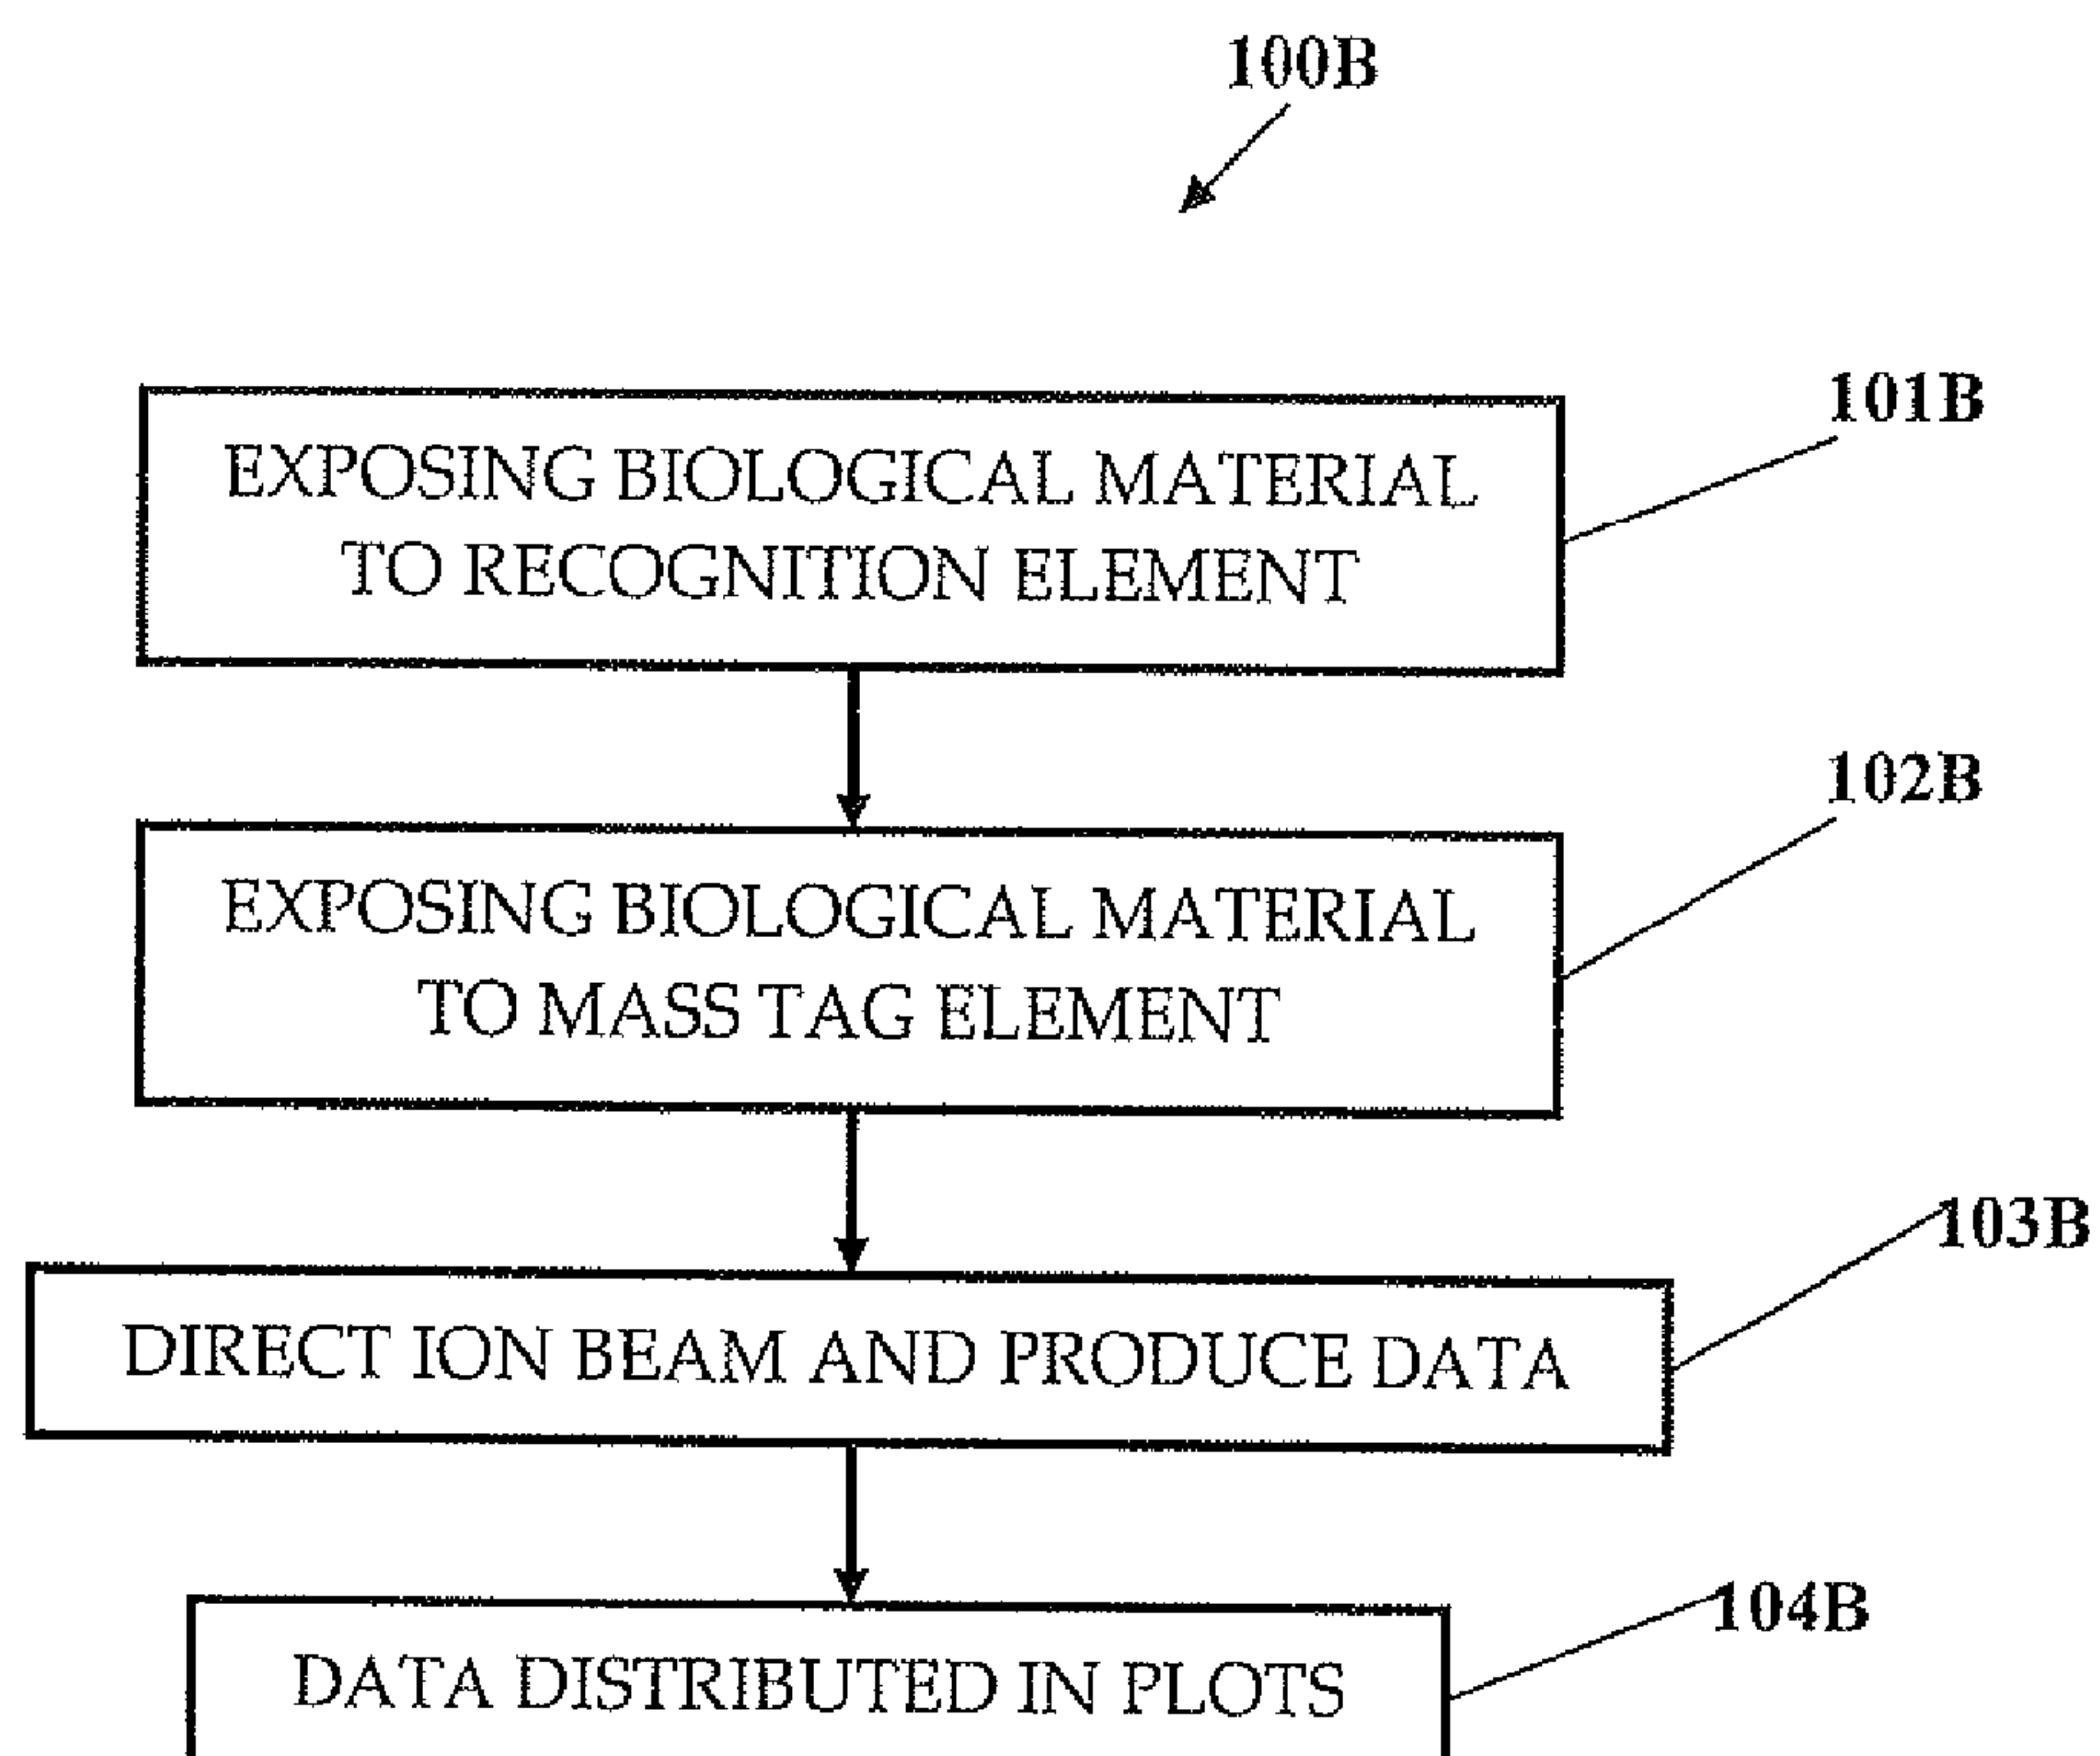 100B
101B
EXPOSING BIOLOGICAL MATERIAL
TO RECOGNITION ELEMENT
102B
EXPOSING BIOLOGICAL MATERIAL
TO MASS TAG ELEMENT
103B
DIRECT ION BEAM AND PRODUCE DATA
104B
DATA DISTRIBUTED IN PLOTS